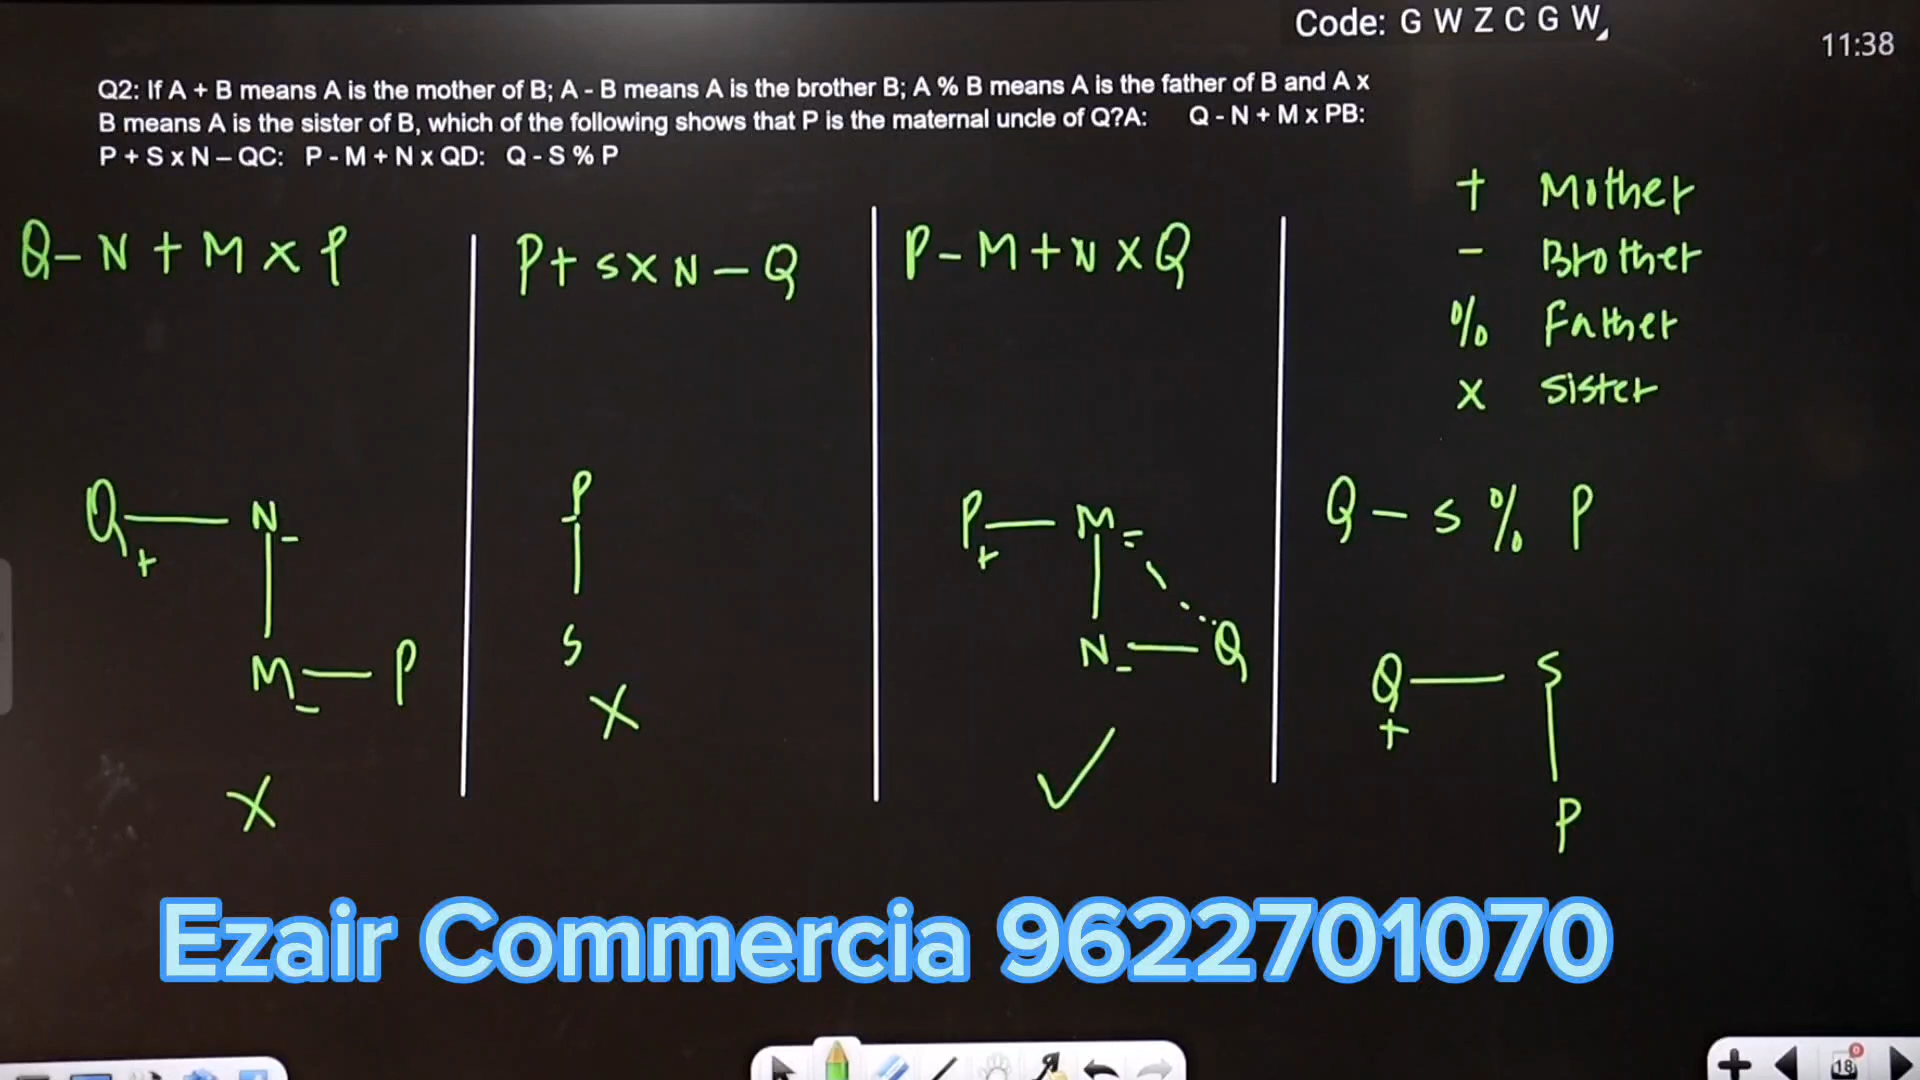 Code: G W Z C G W
11:38
Q2: If A + B means A is the mother of B; A - B means A is the brother B; A % B means A is the father of B and A x
B means A is the sister of B, which of the following shows that P is the maternal uncle of Q?A: Q - N + M x PB:
P + S x N – QC: P - M + N x QD: Q - S % P
+ Mother
- Brother
% Father
x Sister
Q - N + M x P
P + S x N - Q
P - M + N x Q
Q - S % P
Q — N
+ -
M — P
-
X
P
S
X
P — M
+ =
N — Q
-
✓
Q — S
+
P
Ezair Commercia 9622701070
18
0